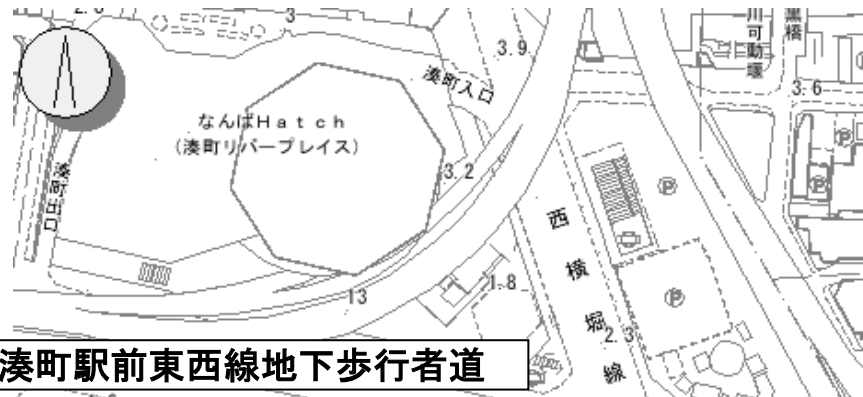 3
3.9
川可動堰
黒橋
湊町入口
3.6
なんばHatch
(湊町リバープレイス)
3.2
湊町出口
Ⓟ
Ⓟ
西横堀線
1.8
13
Ⓟ
2.3
湊町駅前東西線地下歩行者道